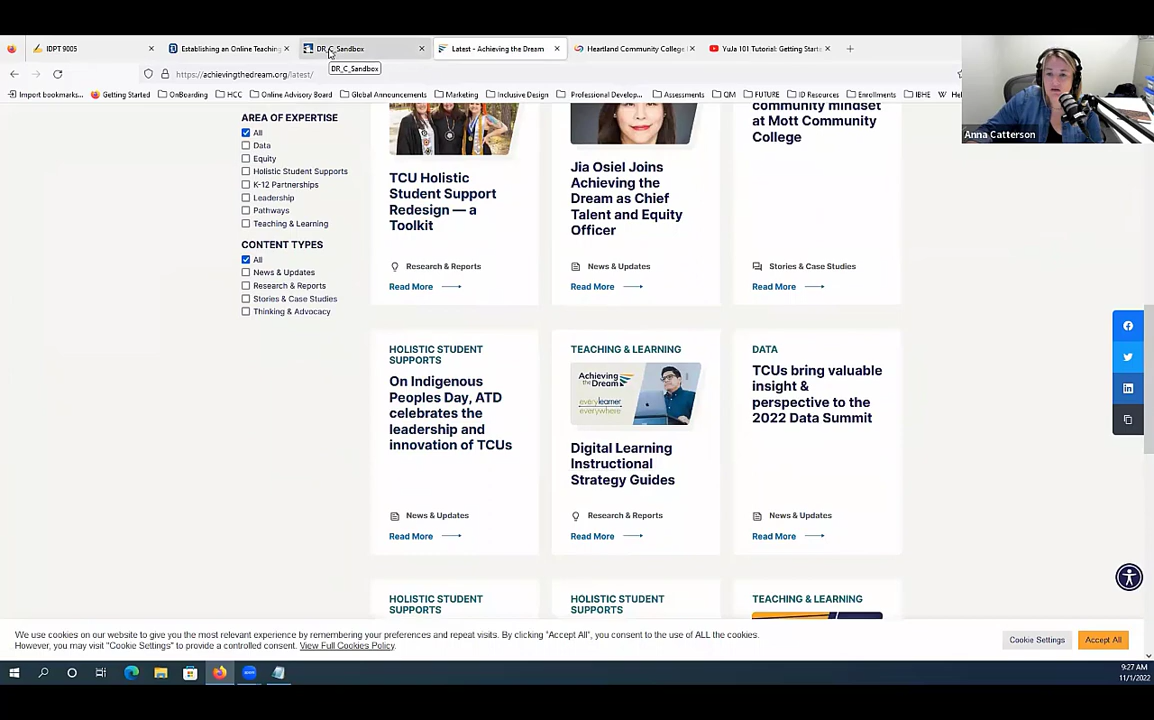 IDPT 9005
Establishing an Online Teaching
DR_C_Sandbox
Latest - Achieving the Dream
Heartland Community College
YuJa 101 Tutorial: Getting Starte
https://achievingthedream.org/latest/
DR_C_Sandbox
Import bookmarks...
Getting Started
OnBoarding
HCC
Online Advisory Board
Global Announcements
Marketing
Inclusive Design
Professional Develop...
Assessments
QM
FUTURE
ID Resources
Enrollments
IBHE
Anna Catterson
AREA OF EXPERTISE
All
Data
Equity
Holistic Student Supports
K-12 Partnerships
Leadership
Pathways
Teaching & Learning
CONTENT TYPES
All
News & Updates
Research & Reports
Stories & Case Studies
Thinking & Advocacy
TCU Holistic
Student Support
Redesign — a
Toolkit
Research & Reports
Read More
Jia Osiel Joins
Achieving the
Dream as Chief
Talent and Equity
Officer
News & Updates
Read More
community mindset
at Mott Community
College
Stories & Case Studies
Read More
HOLISTIC STUDENT
SUPPORTS
On Indigenous
Peoples Day, ATD
celebrates the
leadership and
innovation of TCUs
News & Updates
Read More
TEACHING & LEARNING
Achieving
the Dream
everylearner
everywhere
Digital Learning
Instructional
Strategy Guides
Research & Reports
Read More
DATA
TCUs bring valuable
insight &
perspective to the
2022 Data Summit
News & Updates
Read More
HOLISTIC STUDENT
SUPPORTS
HOLISTIC STUDENT
SUPPORTS
TEACHING & LEARNING
We use cookies on our website to give you the most relevant experience by remembering your preferences and repeat visits. By clicking "Accept All", you consent to the use of ALL the cookies.
However, you may visit "Cookie Settings" to provide a controlled consent. View Full Cookies Policy.
Cookie Settings
Accept All
zoom
9:27 AM
11/1/2022